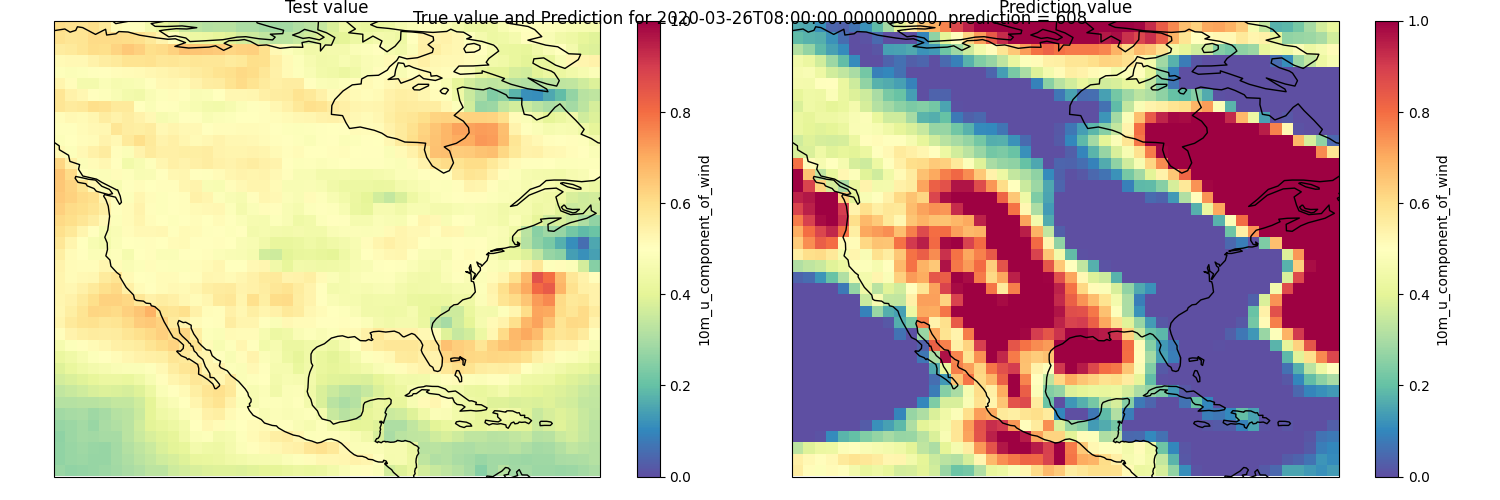 Test value
Prediction value
True value and Prediction for 2020-03-26T08:00:00.000000000, prediction = 608
1.0
0.8
0.6
0.4
0.2
0.0
10m_u_component_of_wind
1.0
0.8
0.6
0.4
0.2
0.0
10m_u_component_of_wind